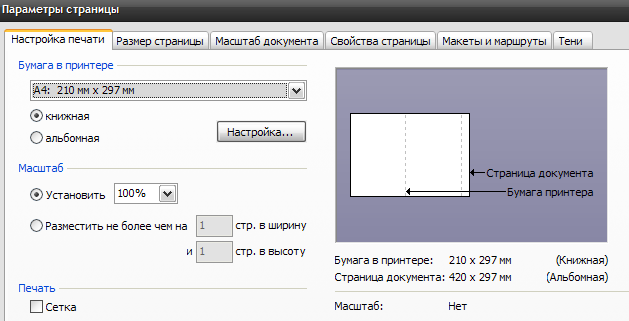 Параметры страницы
Настройка печати Размер страницы Масштаб документа Свойства страницы Макеты и маршруты Тени
Бумага в принтере
A4: 210 мм x 297 мм
книжная
альбомная
Настройка...
Масштаб
Установить 100%
Разместить не более чем на 1 стр. в ширину
и 1 стр. в высоту
Печать
Сетка
Страница документа
Бумага принтера
Бумага в принтере: 210 x 297 мм (Книжная)
Страница документа: 420 x 297 мм (Альбомная)
Масштаб: Нет